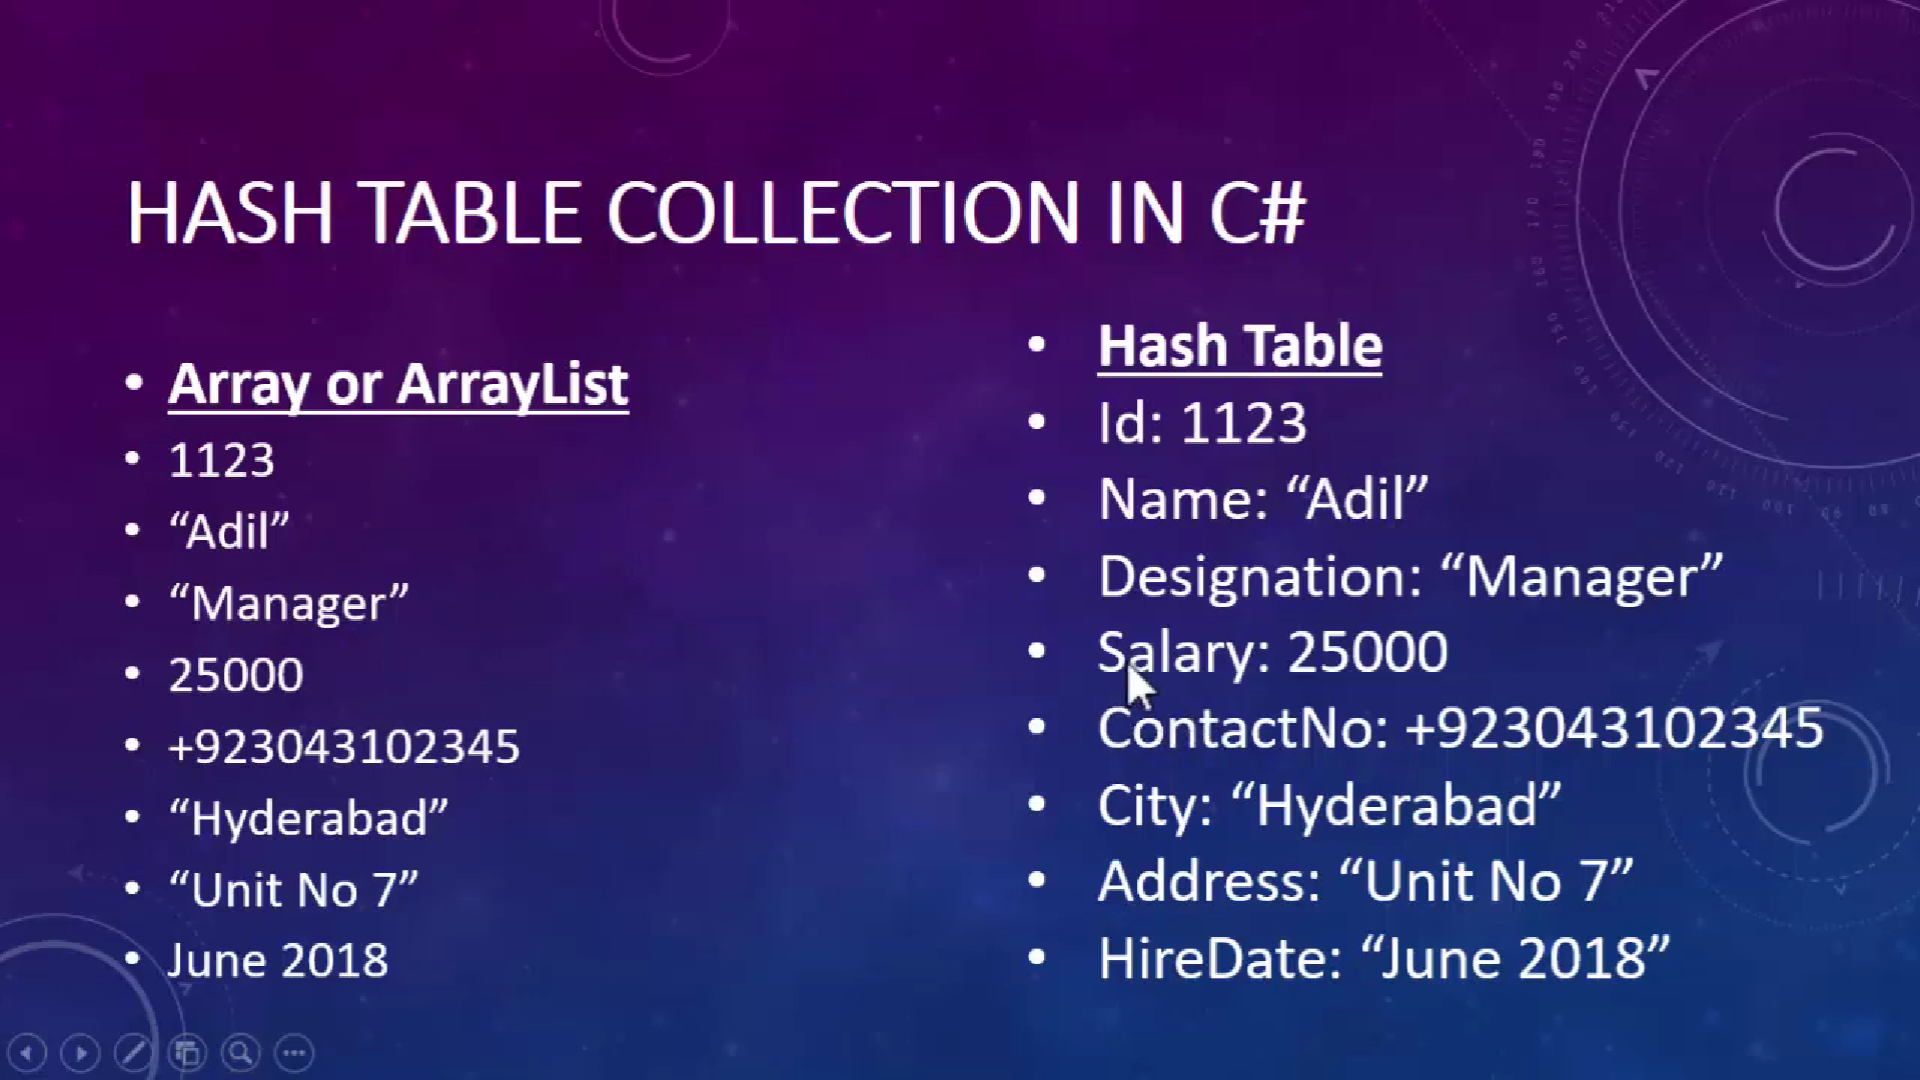 HASH TABLE COLLECTION IN C#
• Array or ArrayList
• 1123
• “Adil”
• “Manager”
• 25000
• +923043102345
• “Hyderabad”
• “Unit No 7”
• June 2018
• Hash Table
• Id: 1123
• Name: “Adil”
• Designation: “Manager”
• Salary: 25000
• ContactNo: +923043102345
• City: “Hyderabad”
• Address: “Unit No 7”
• HireDate: “June 2018”